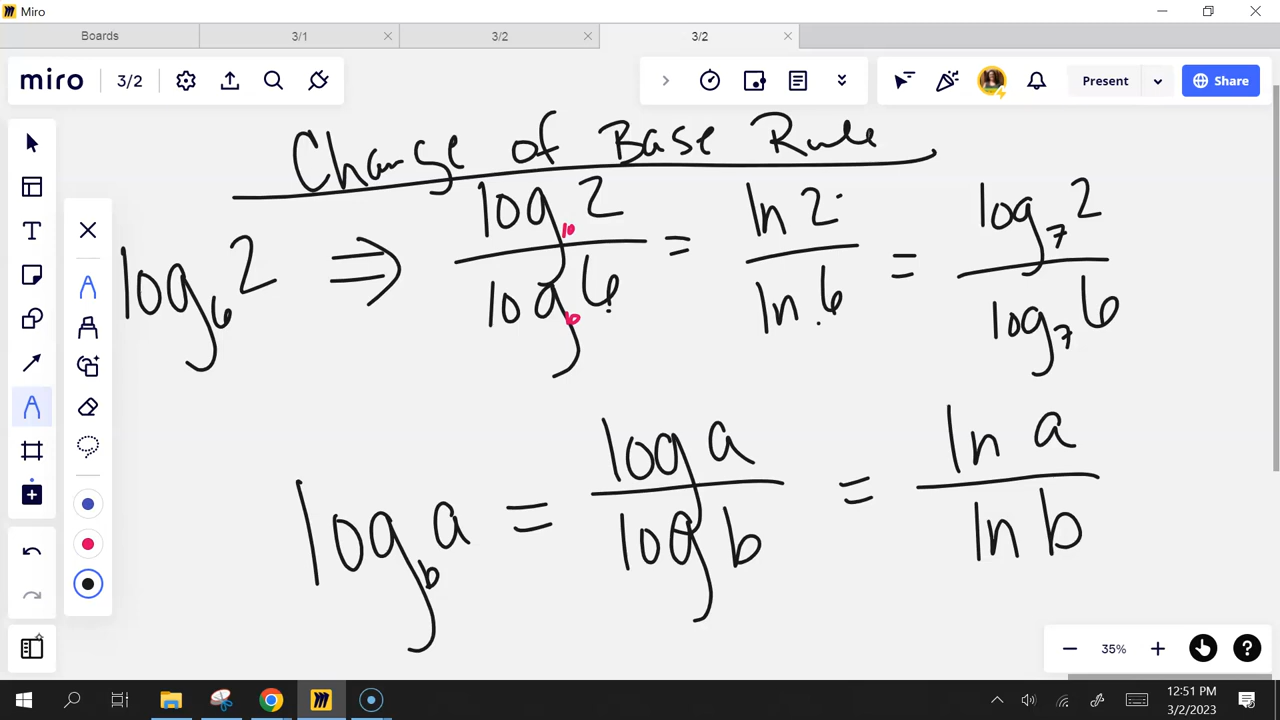 Miro
Boards
3/1
3/2
3/2
miro 3/2
Present
Share
Change of Base Rule
log₆2 ⇒ log₁₀2 / log₁₀6 = ln 2 / ln 6 = log₇2 / log₇6
log_b a = log a / log b = ln a / ln b
35%
12:51 PM
3/2/2023